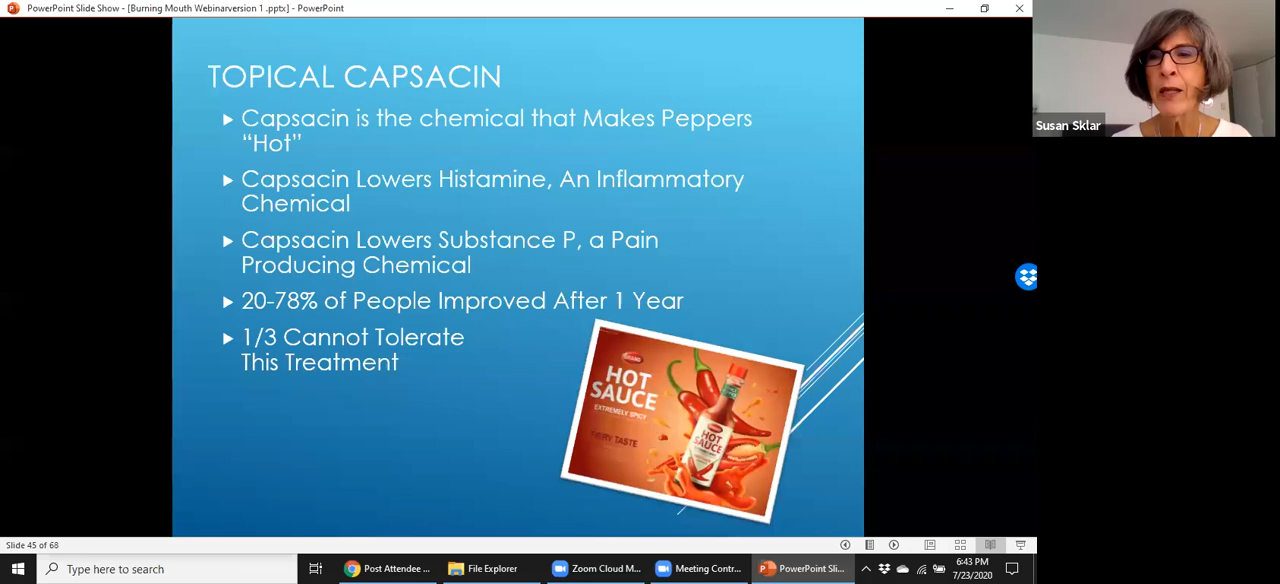 PowerPoint Slide Show - [Burning Mouth Webinarversion 1 .pptx] - PowerPoint
TOPICAL CAPSACIN
Capsacin is the chemical that Makes Peppers
“Hot”
Capsacin Lowers Histamine, An Inflammatory
Chemical
Capsacin Lowers Substance P, a Pain
Producing Chemical
20-78% of People Improved After 1 Year
1/3 Cannot Tolerate
This Treatment
HOT
SAUCE
EXTREMELY SPICY
FIERY TASTE
HOT
SAUCE
Susan Sklar
Slide 45 of 68
Type here to search
Post Attendee ...
File Explorer
Zoom Cloud M...
Meeting Contr...
PowerPoint Sli...
6:43 PM
7/23/2020